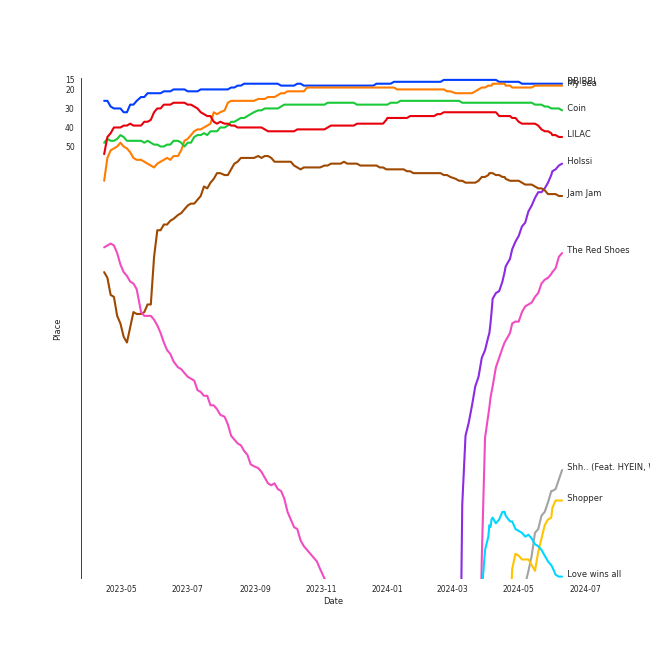 15
20
30
40
50
Place
BBIBBI
My sea
Coin
LILAC
Holssi
Jam Jam
The Red Shoes
Shh.. (Feat. HYEIN,
Shopper
Love wins all
2023-05
2023-07
2023-09
2023-11
2024-01
2024-03
2024-05
2024-07
Date